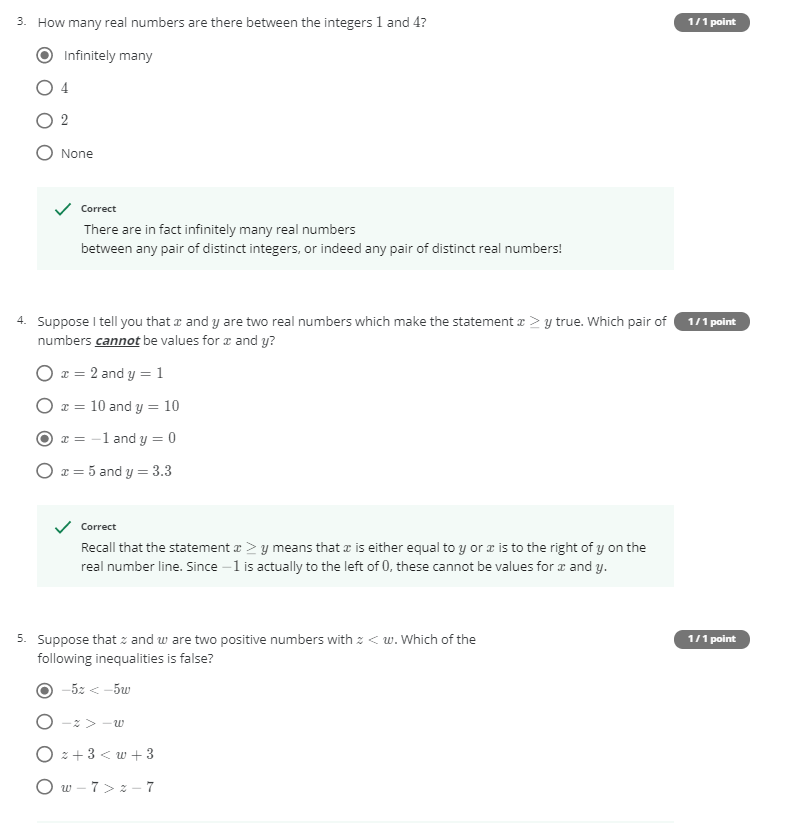 3. How many real numbers are there between the integers 1 and 4? 1 / 1 point
Infinitely many
4
2
None
Correct
There are in fact infinitely many real numbers
between any pair of distinct integers, or indeed any pair of distinct real numbers!
4. Suppose I tell you that x and y are two real numbers which make the statement x ≥ y true. Which pair of 1 / 1 point
numbers cannot be values for x and y?
x = 2 and y = 1
x = 10 and y = 10
x = −1 and y = 0
x = 5 and y = 3.3
Correct
Recall that the statement x ≥ y means that x is either equal to y or x is to the right of y on the
real number line. Since −1 is actually to the left of 0, these cannot be values for x and y.
5. Suppose that z and w are two positive numbers with z < w. Which of the 1 / 1 point
following inequalities is false?
−5z < −5w
−z > −w
z + 3 < w + 3
w − 7 > z − 7